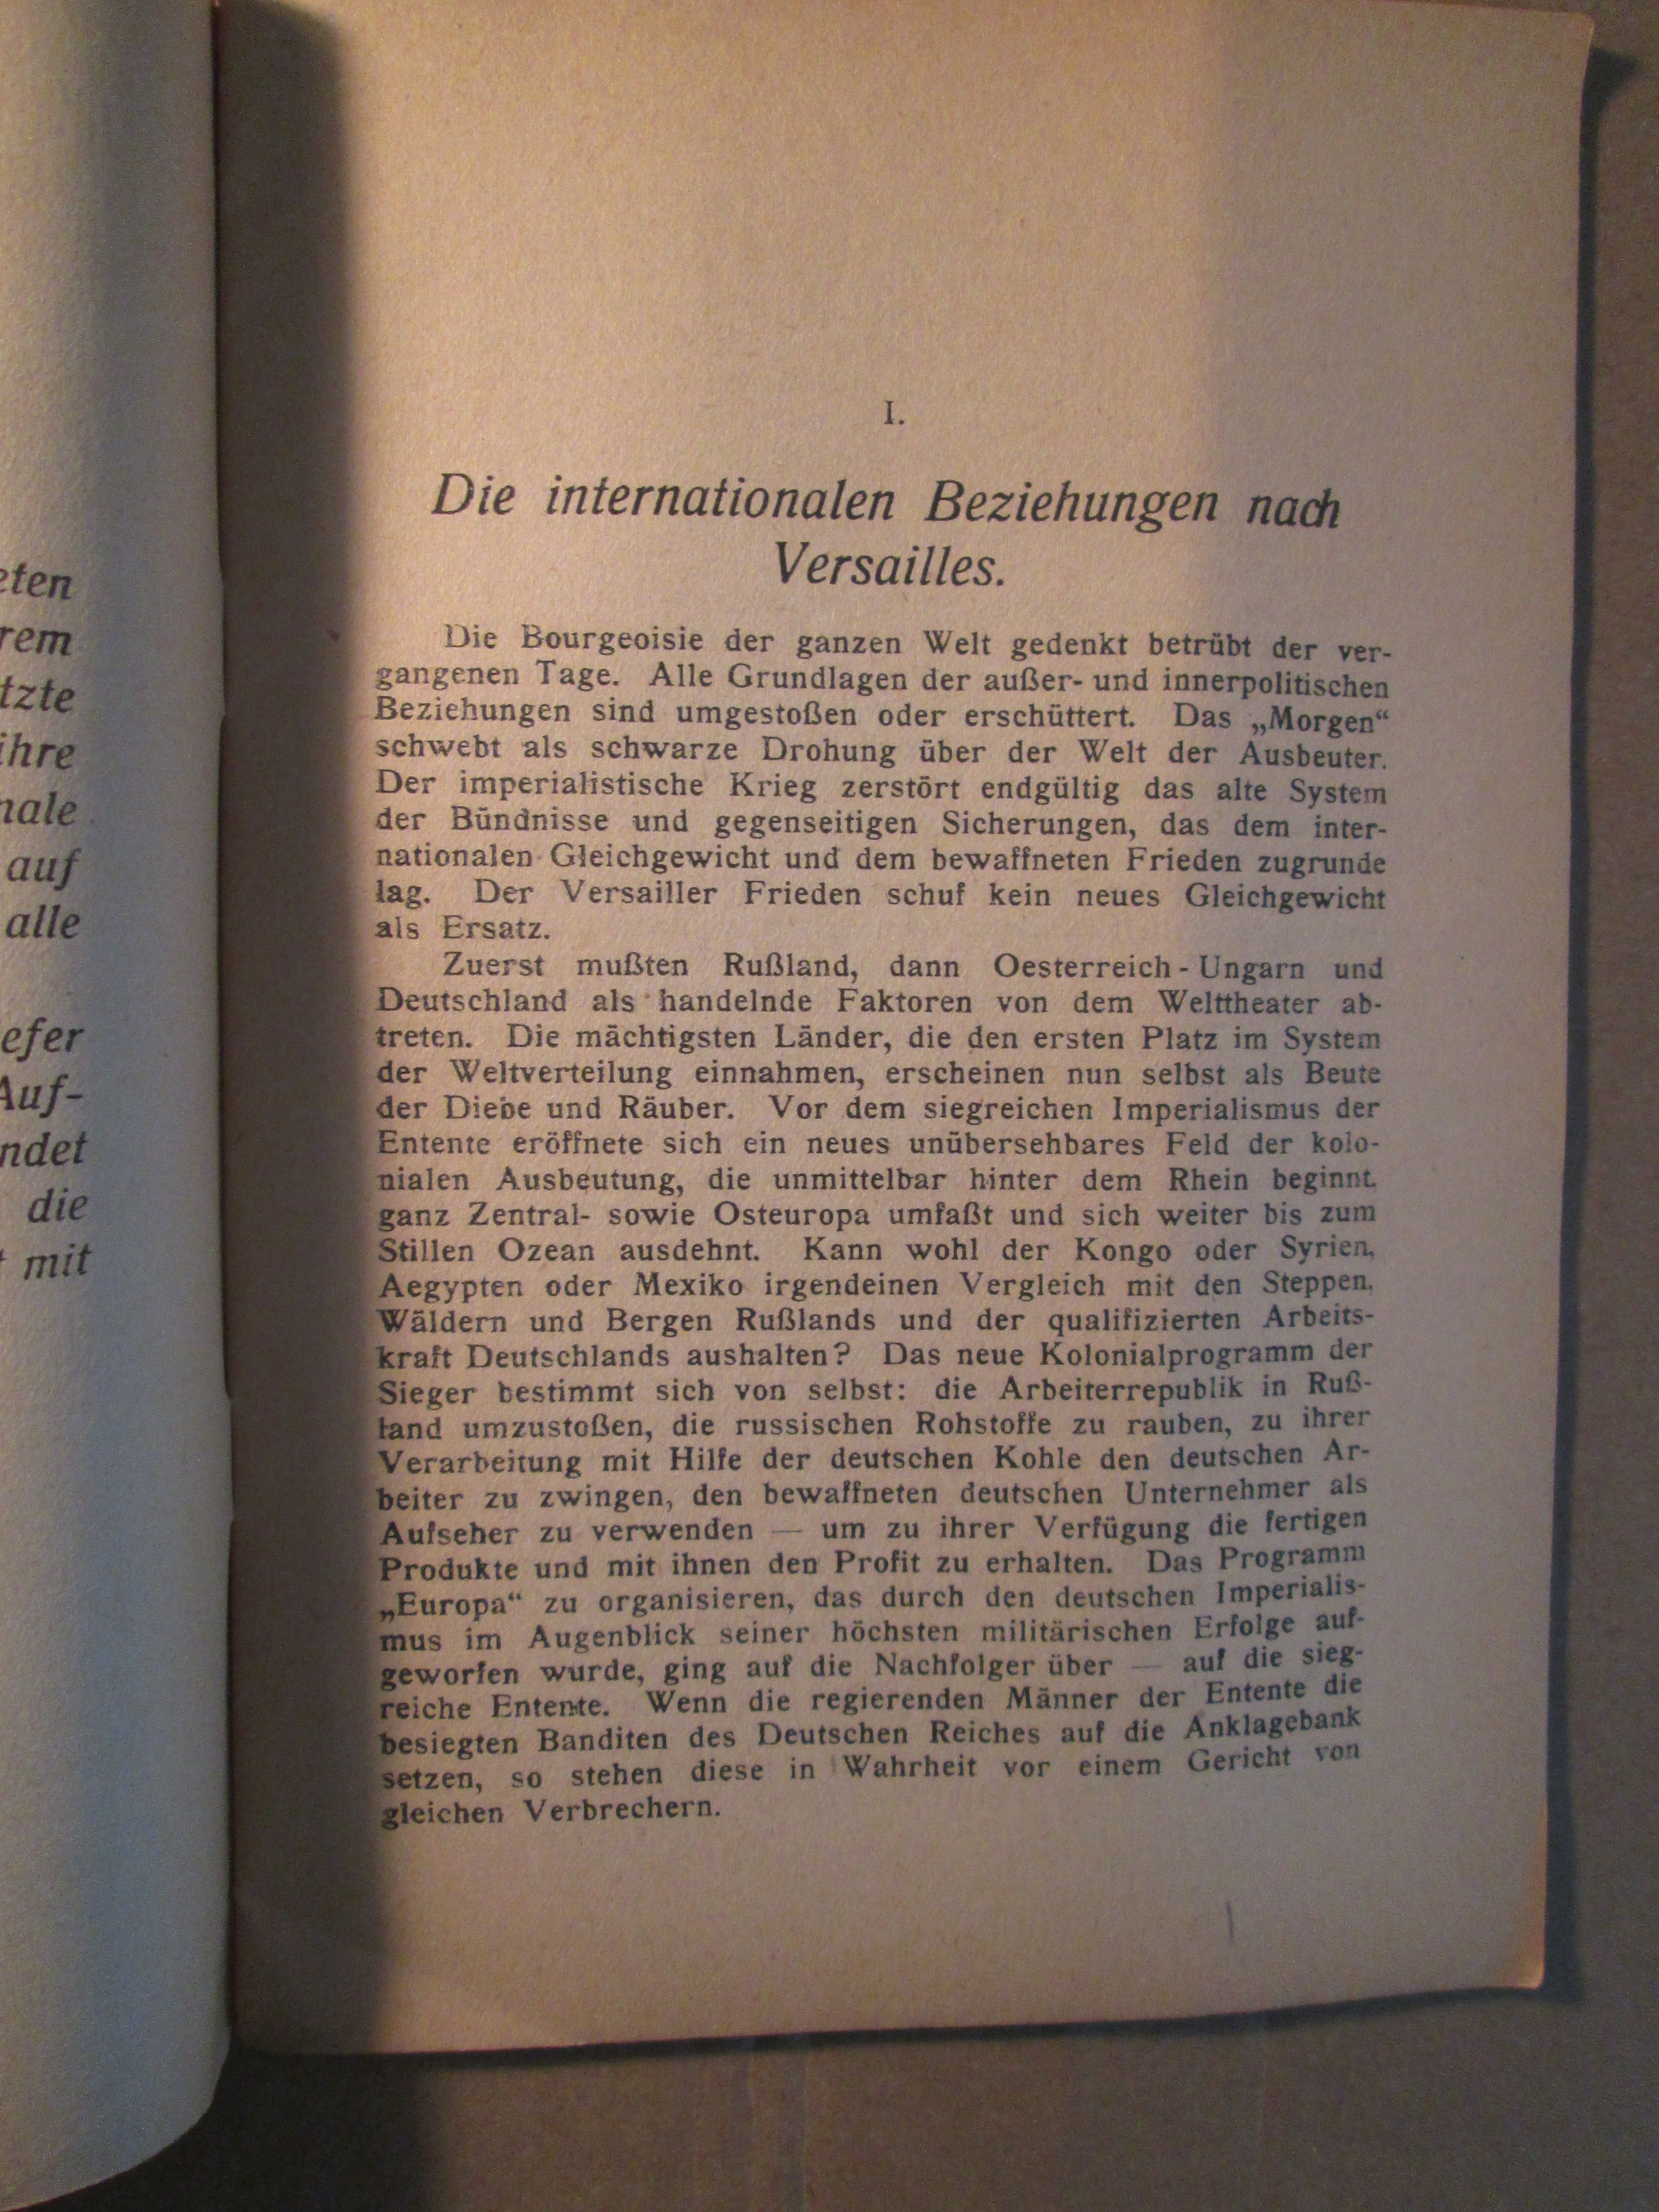 eten
rem
tzte
ihre
nale
auf
alle
efer
Auf-
ndet
die
mit
I.
Die internationalen Beziehungen nach
Versailles.
Die Bourgeoisie der ganzen Welt gedenkt betrübt der ver-
gangenen Tage. Alle Grundlagen der außer- und innerpolitischen
Beziehungen sind umgestoßen oder erschüttert. Das „Morgen“
schwebt als schwarze Drohung über der Welt der Ausbeuter.
Der imperialistische Krieg zerstört endgültig das alte System
der Bündnisse und gegenseitigen Sicherungen, das dem inter-
nationalen Gleichgewicht und dem bewaffneten Frieden zugrunde
lag. Der Versailler Frieden schuf kein neues Gleichgewicht
als Ersatz.
Zuerst mußten Rußland, dann Oesterreich-Ungarn und
Deutschland als handelnde Faktoren von dem Welttheater ab-
treten. Die mächtigsten Länder, die den ersten Platz im System
der Weltverteilung einnahmen, erscheinen nun selbst als Beute
der Diebe und Räuber. Vor dem siegreichen Imperialismus der
Entente eröffnete sich ein neues unübersehbares Feld der kolo-
nialen Ausbeutung, die unmittelbar hinter dem Rhein beginnt,
ganz Zentral- sowie Osteuropa umfaßt und sich weiter bis zum
Stillen Ozean ausdehnt. Kann wohl der Kongo oder Syrien,
Aegypten oder Mexiko irgendeinen Vergleich mit den Steppen,
Wäldern und Bergen Rußlands und der qualifizierten Arbeits-
kraft Deutschlands aushalten? Das neue Kolonialprogramm der
Sieger bestimmt sich von selbst: die Arbeiterrepublik in Ruß-
land umzustoßen, die russischen Rohstoffe zu rauben, zu ihrer
Verarbeitung mit Hilfe der deutschen Kohle den deutschen Ar-
beiter zu zwingen, den bewaffneten deutschen Unternehmer als
Aufseher zu verwenden — um zu ihrer Verfügung die fertigen
Produkte und mit ihnen den Profit zu erhalten. Das Programm
„Europa“ zu organisieren, das durch den deutschen Imperialis-
mus im Augenblick seiner höchsten militärischen Erfolge auf-
geworfen wurde, ging auf die Nachfolger über — auf die sieg-
reiche Entente. Wenn die regierenden Männer der Entente die
besiegten Banditen des Deutschen Reiches auf die Anklagebank
setzen, so stehen diese in Wahrheit vor einem Gericht von
gleichen Verbrechern.